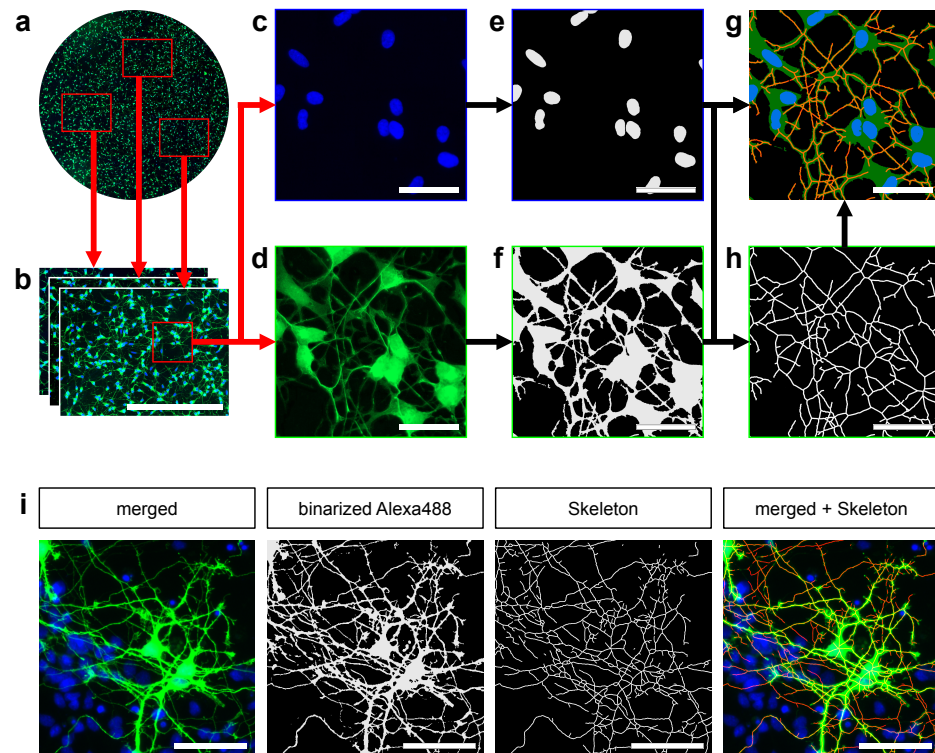 a
c
e
g
b
d
f
h
i
merged
binarized Alexa488
Skeleton
merged + Skeleton